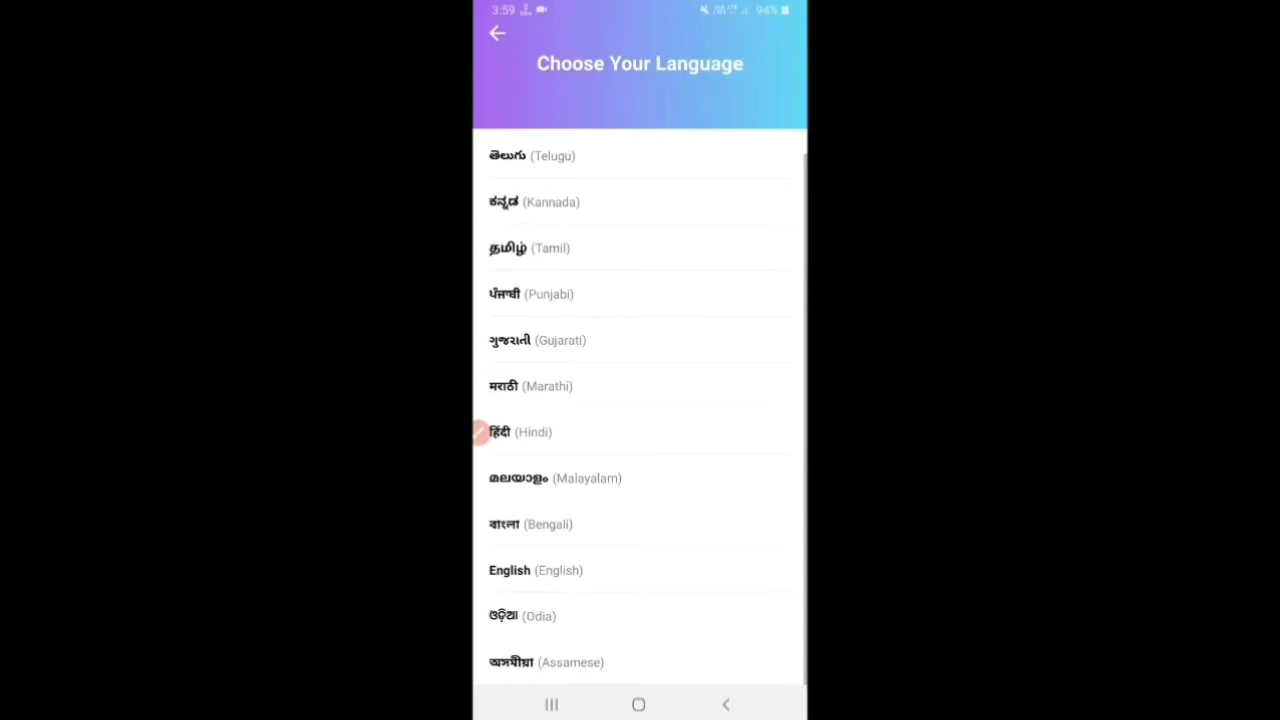 3:59 94%
Choose Your Language
తెలుగు (Telugu)
ಕನ್ನಡ (Kannada)
தமிழ் (Tamil)
ਪੰਜਾਬੀ (Punjabi)
ગુજરાતી (Gujarati)
मराठी (Marathi)
हिंदी (Hindi)
മലയാളം (Malayalam)
বাংলা (Bengali)
English (English)
ଓଡ଼ିଆ (Odia)
অসমীয়া (Assamese)